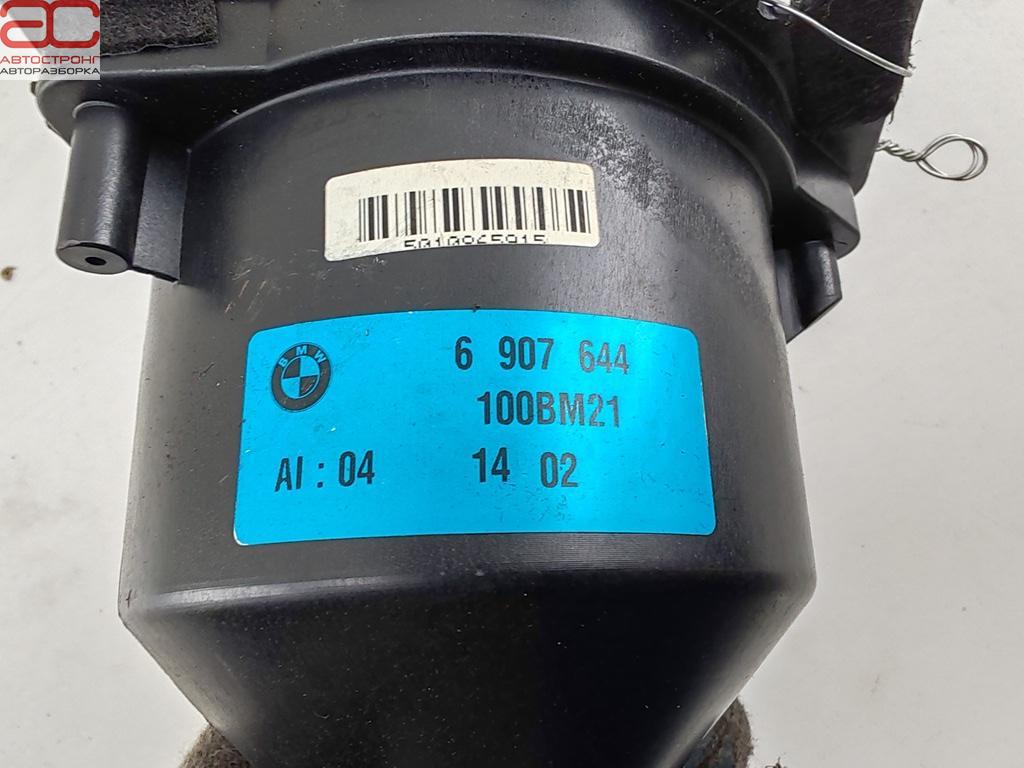 АС
АВТОСТРОНГ
АВТОРАЗБОРКА
BMW
6 907 644
100BM21
AI : 04 14 02